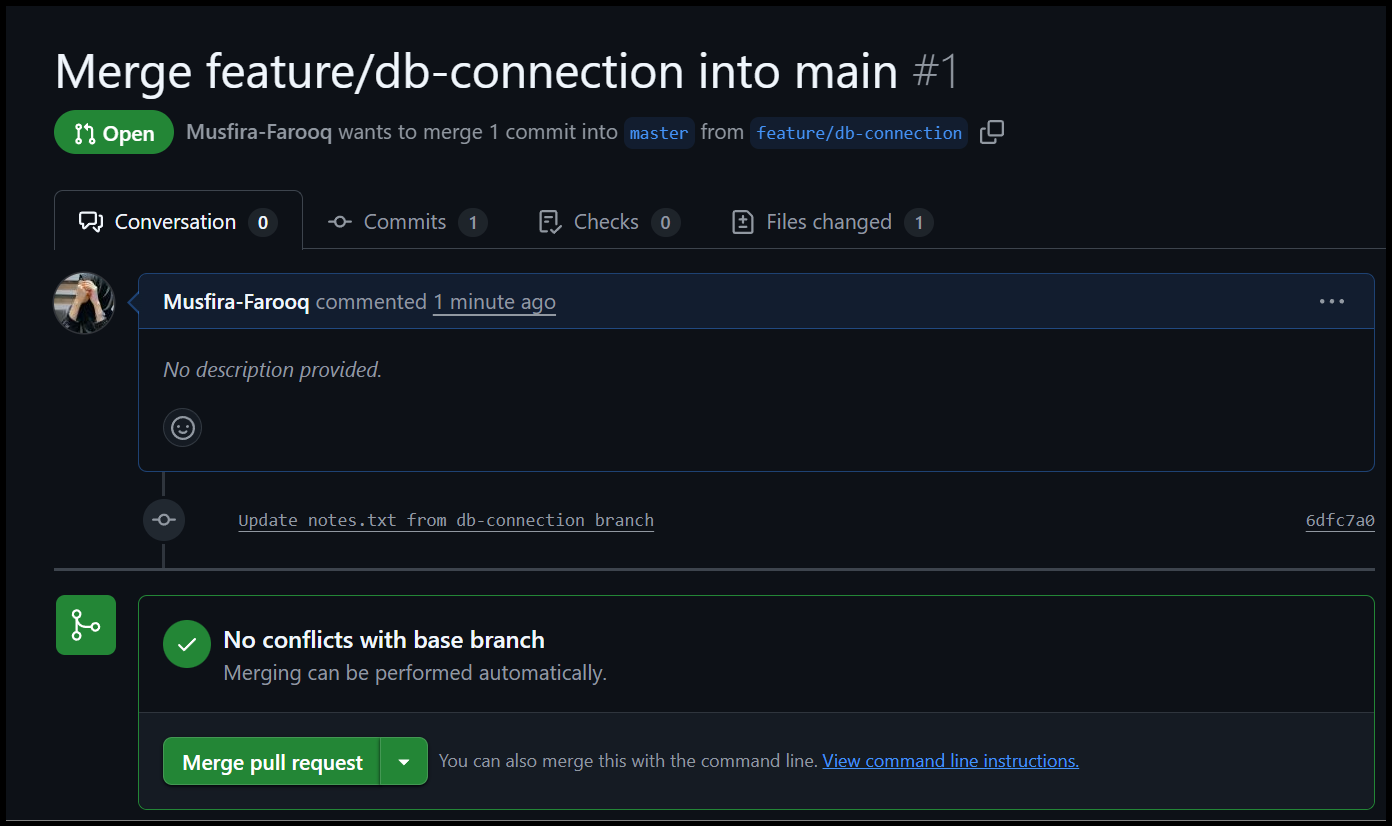 Merge feature/db-connection into main #1
Open Musfira-Farooq wants to merge 1 commit into master from feature/db-connection
Conversation 0 Commits 1 Checks 0 Files changed 1
Musfira-Farooq commented 1 minute ago
No description provided.
Update notes.txt from db-connection branch 6dfc7a0
No conflicts with base branch
Merging can be performed automatically.
Merge pull request You can also merge this with the command line. View command line instructions.